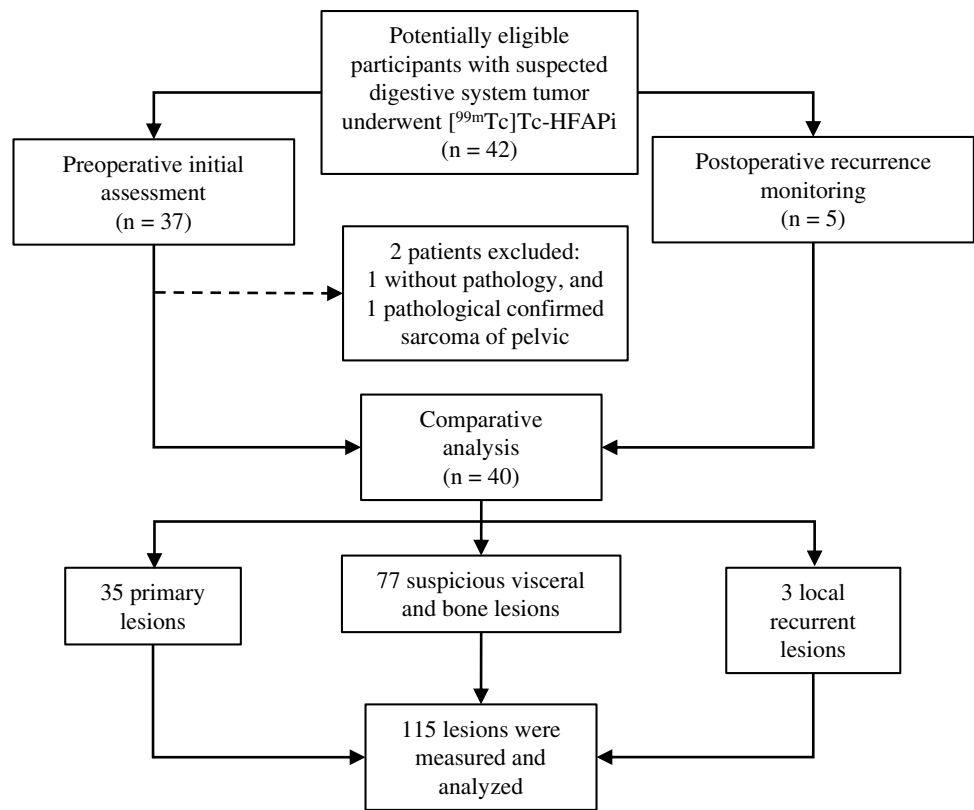 Potentially eligible
participants with suspected
digestive system tumor
underwent [⁹⁹ᵐTc]Tc-HFAPi
(n = 42)
Preoperative initial
assessment
(n = 37)
Postoperative recurrence
monitoring
(n = 5)
2 patients excluded:
1 without pathology, and
1 pathological confirmed
sarcoma of pelvic
Comparative
analysis
(n = 40)
35 primary
lesions
77 suspicious visceral
and bone lesions
3 local
recurrent
lesions
115 lesions were
measured and
analyzed